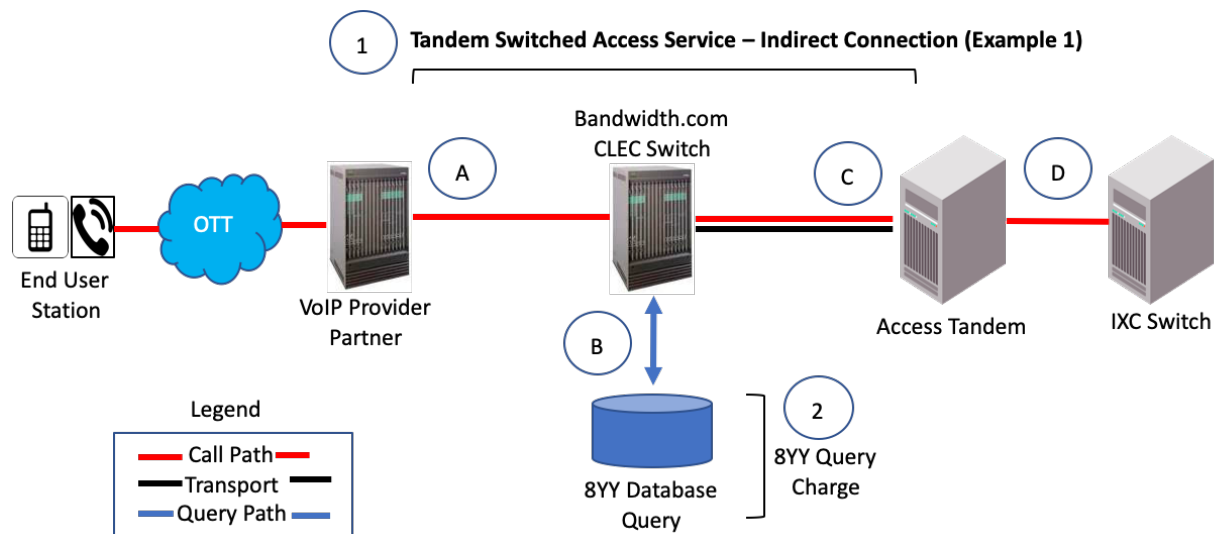 1
Tandem Switched Access Service – Indirect Connection (Example 1)
Bandwidth.com
CLEC Switch
A
C
D
OTT
End User
Station
VoIP Provider
Partner
Access Tandem
IXC Switch
B
2
8YY Query
Charge
8YY Database
Query
Legend
Call Path
Transport
Query Path